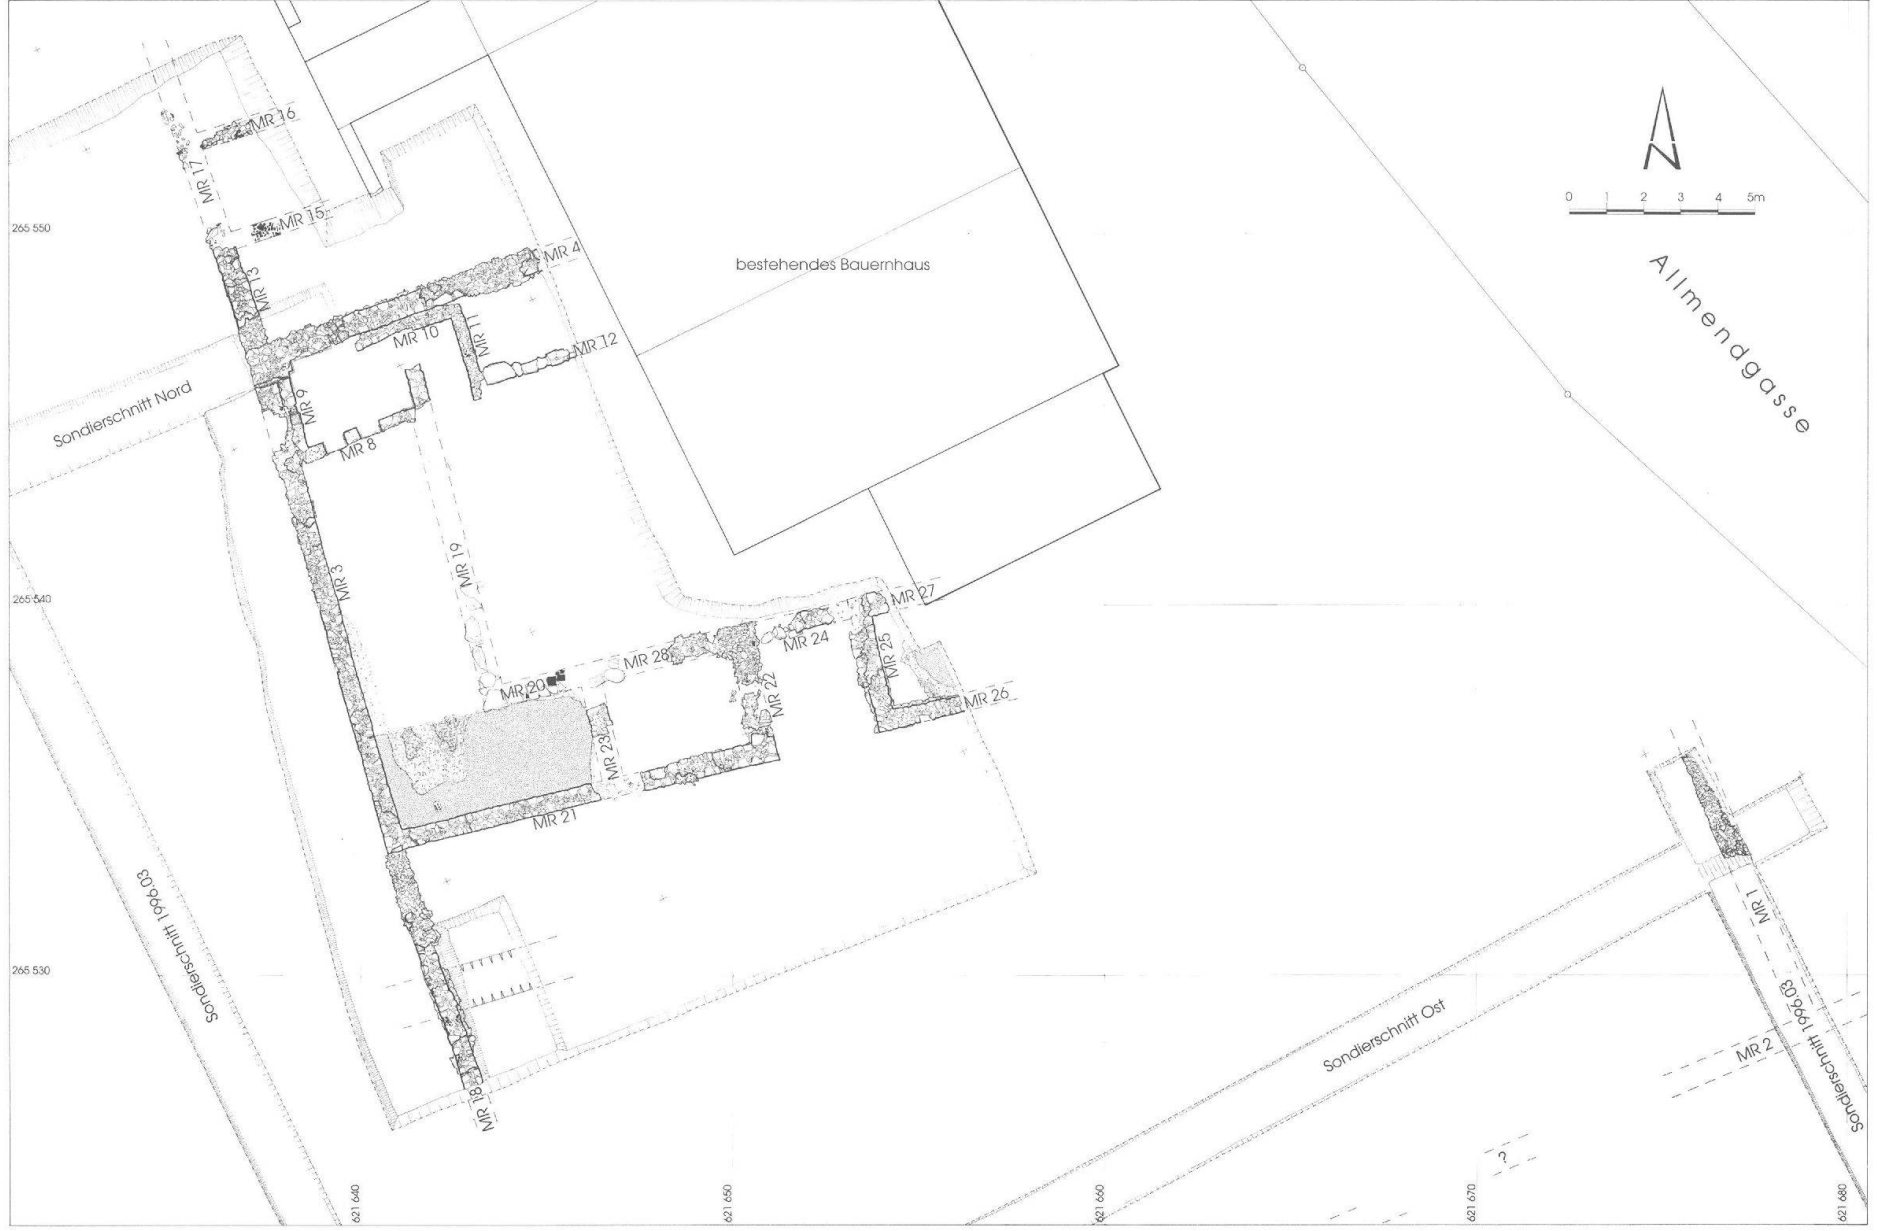 MR 16
MR 17
MR 15
265 550
MR 4
MR 13
MR 10
MR 11
MR 12
bestehendes Bauernhaus
N
0 1 2 3 4 5m
Allmendgasse
Sondierschnitt Nord
MR 9
MR 8
MR 3
MR 19
265 540
MR 27
MR 24
MR 28
MR 25
MR 20
MR 22
MR 26
MR 23
MR 21
Sondierschnitt 1996.03
265 530
MR 18
MR 1
Sondierschnitt 1996.03
MR 2
Sondierschnitt Ost
?
621 640
621 650
621 660
621 670
621 680